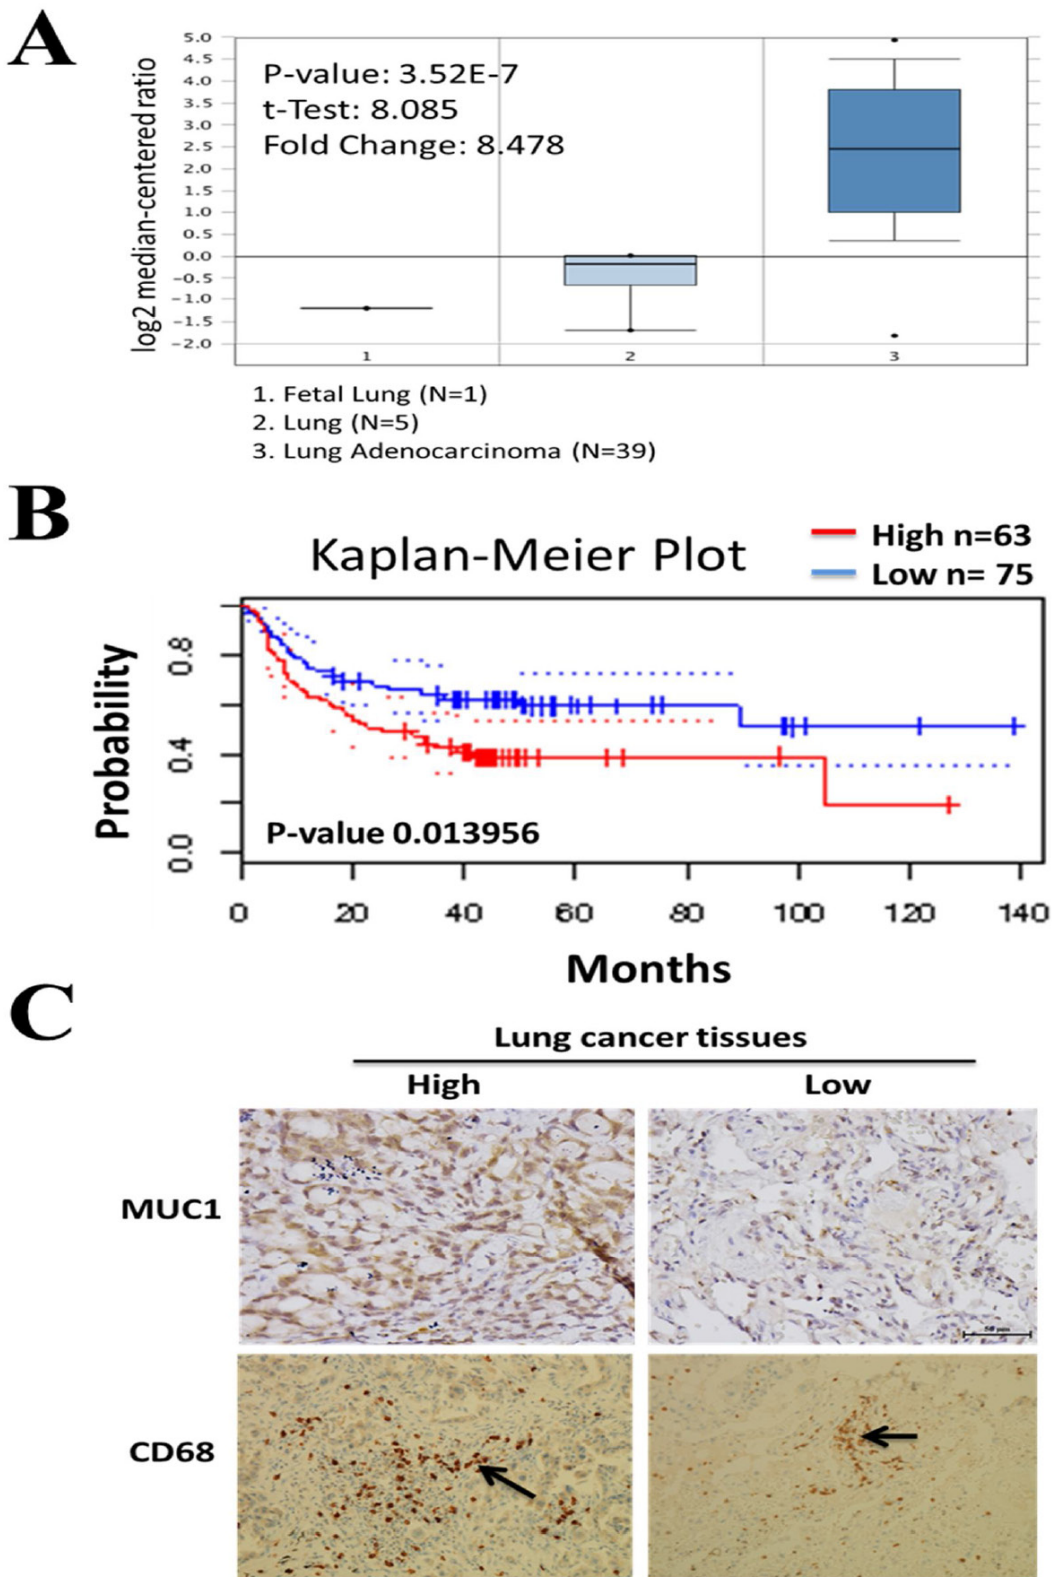 A
5.0
4.5
4.0
3.5
3.0
2.5
2.0
1.5
1.0
0.5
0.0
−0.5
−1.0
−1.5
−2.0
log2 median-centered ratio
P-value: 3.52E-7
t-Test: 8.085
Fold Change: 8.478
1 2 3
1. Fetal Lung (N=1)
2. Lung (N=5)
3. Lung Adenocarcinoma (N=39)
B
Kaplan-Meier Plot
High n=63
Low n= 75
Probability
0.8
0.4
0.0
P-value 0.013956
0 20 40 60 80 100 120 140
Months
C
Lung cancer tissues
High Low
MUC1
50 μm
CD68